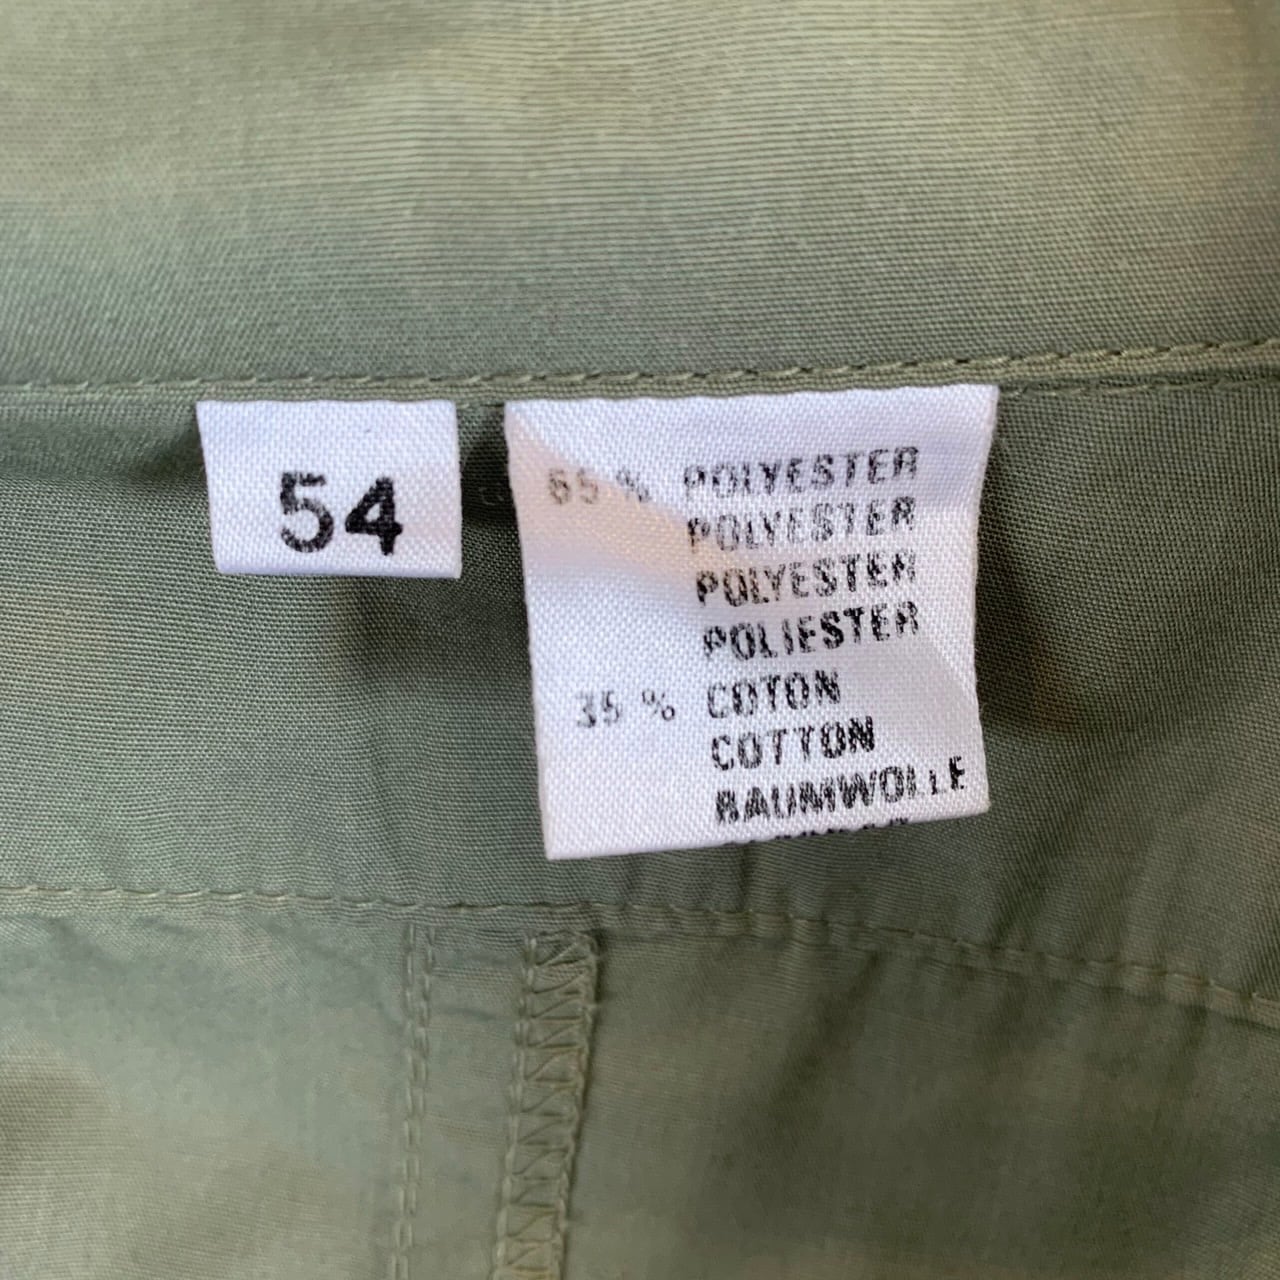 54
65 % POLYESTER
POLYESTER
POLYESTER
POLIESTER
35 % COTON
COTTON
BAUMWOLLE